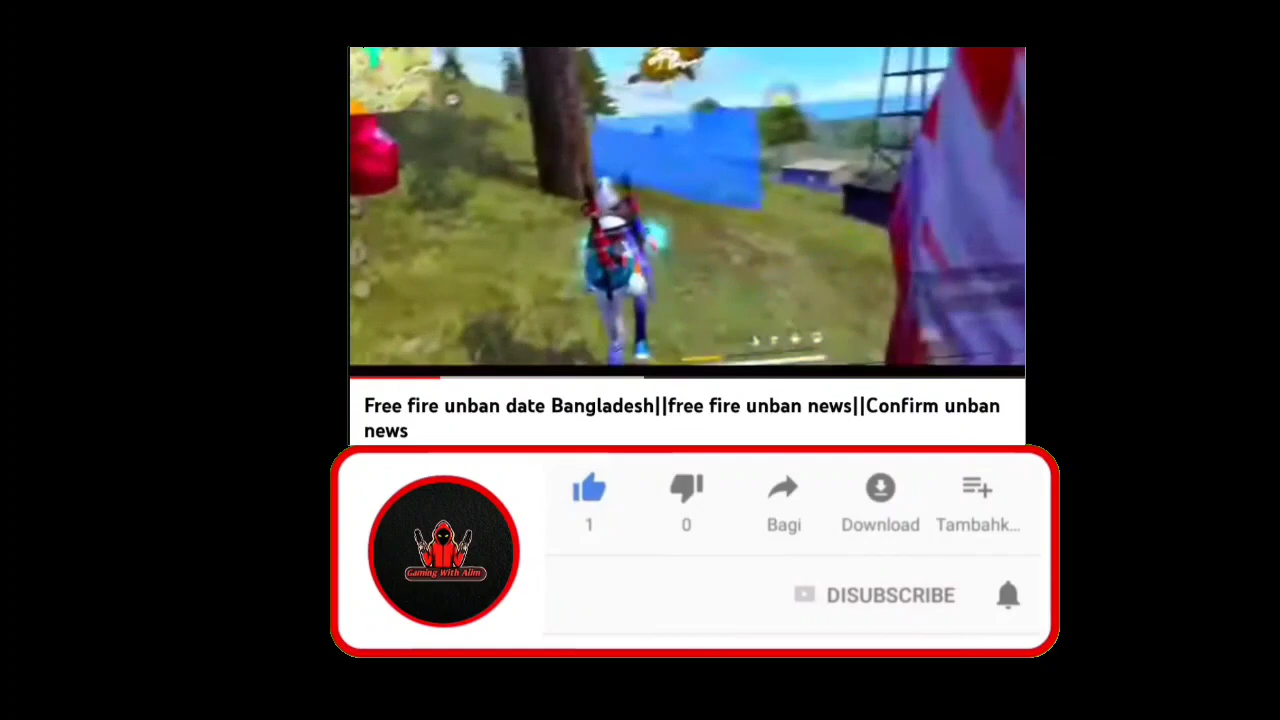 Free fire unban date Bangladesh||free fire unban news||Confirm unban
news
1
0
Bagi
Download
Tambahk...
Gaming With Alim
DISUBSCRIBE